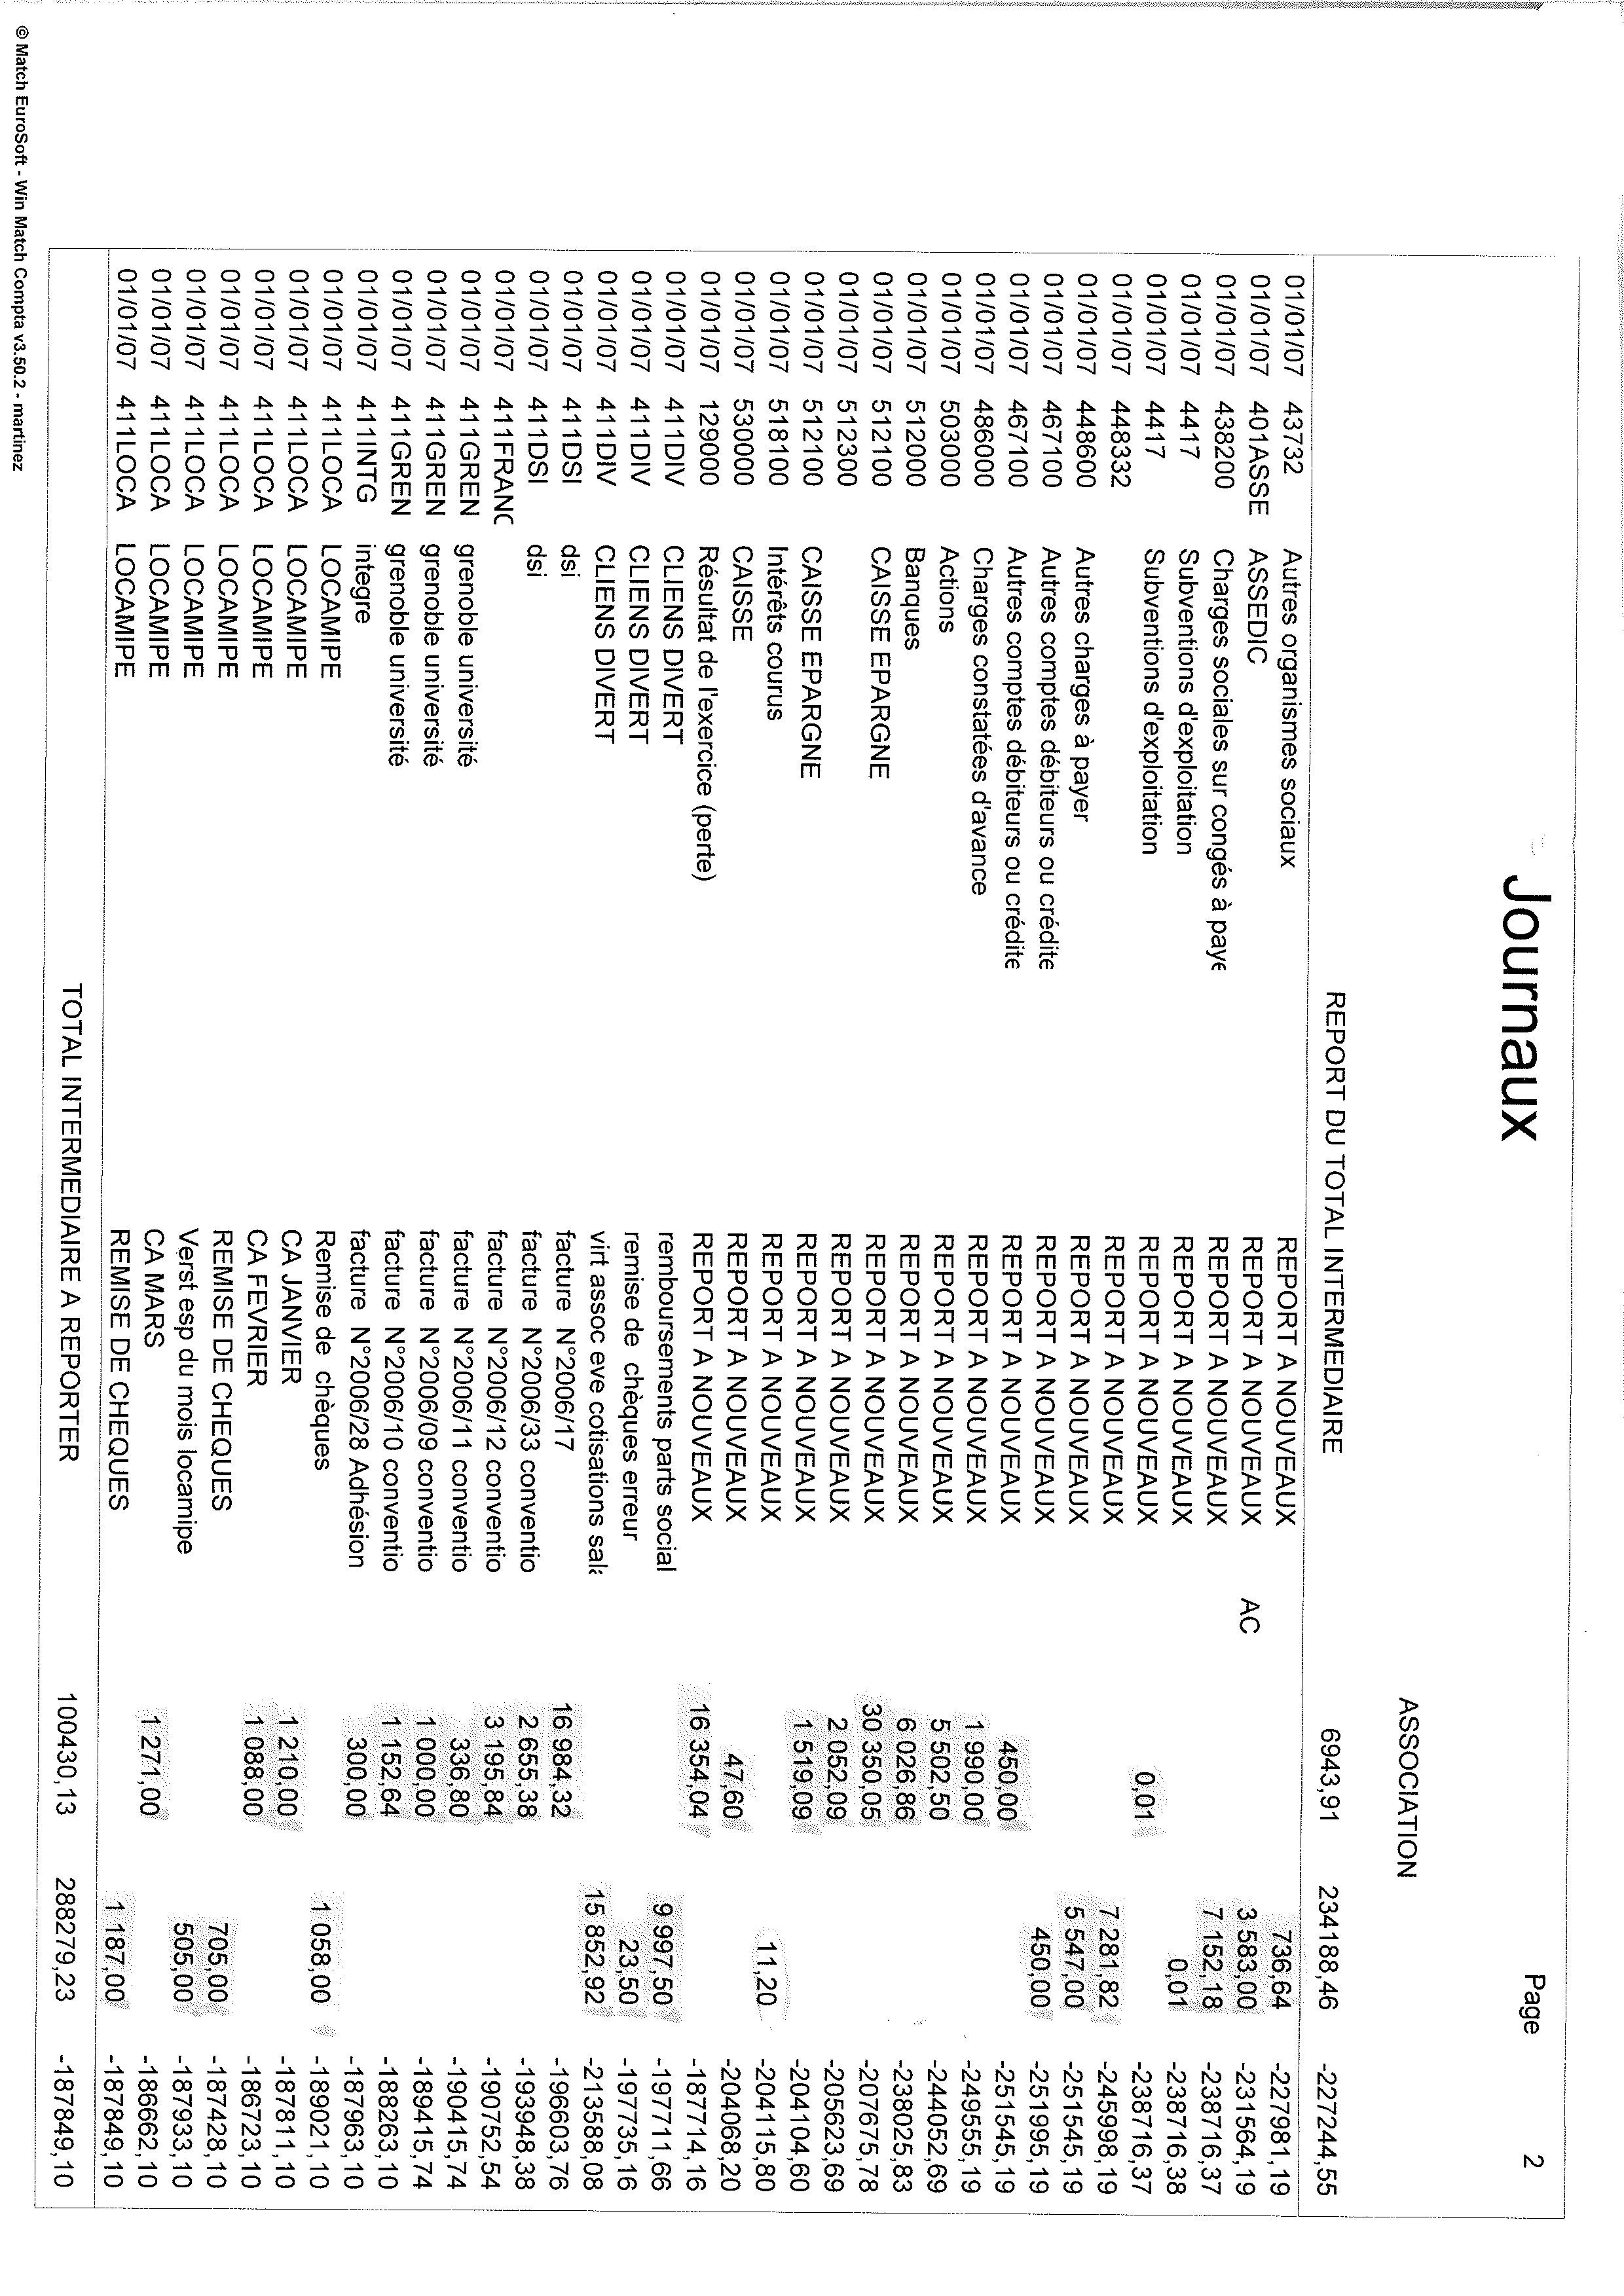 Journaux Page 2
ASSOCIATION
REPORT DU TOTAL INTERMEDIAIRE 6943,91 234188,46 -227244,55
01/01/07 43732 Autres organismes sociaux REPORT A NOUVEAUX 736,64 -227981,19
01/01/07 401ASSE ASSEDIC REPORT A NOUVEAUX AC 3 583,00 -231564,19
01/01/07 438200 Charges sociales sur congés à paye REPORT A NOUVEAUX 7 152,18 -238716,37
01/01/07 4417 Subventions d'exploitation REPORT A NOUVEAUX 0,01 -238716,38
01/01/07 4417 Subventions d'exploitation REPORT A NOUVEAUX 0,01 -238716,37
01/01/07 448332 REPORT A NOUVEAUX 7 281,82 -245998,19
01/01/07 448600 Autres charges à payer REPORT A NOUVEAUX 5 547,00 -251545,19
01/01/07 467100 Autres comptes débiteurs ou crédite REPORT A NOUVEAUX 450,00 -251995,19
01/01/07 467100 Autres comptes débiteurs ou crédite REPORT A NOUVEAUX 450,00 -251545,19
01/01/07 486000 Charges constatées d'avance REPORT A NOUVEAUX 1 990,00 -249555,19
01/01/07 503000 Actions REPORT A NOUVEAUX 5 502,50 -244052,69
01/01/07 512000 Banques REPORT A NOUVEAUX 6 026,86 -238025,83
01/01/07 512100 CAISSE EPARGNE REPORT A NOUVEAUX 30 350,05 -207675,78
01/01/07 512300 REPORT A NOUVEAUX 2 052,09 -205623,69
01/01/07 512100 CAISSE EPARGNE REPORT A NOUVEAUX 1 519,09 -204104,60
01/01/07 518100 Intérêts courus REPORT A NOUVEAUX 11,20 -204115,80
01/01/07 530000 CAISSE REPORT A NOUVEAUX 47,60 -204068,20
01/01/07 129000 Résultat de l'exercice (perte) REPORT A NOUVEAUX 16 354,04 -187714,16
01/01/07 411DIV CLIENS DIVERT remboursements parts social 9 997,50 -197711,66
01/01/07 411DIV CLIENS DIVERT remise de chèques erreur 23,50 -197735,16
01/01/07 411DIV CLIENS DIVERT virt assoc eve cotisations sala 15 852,92 -213588,08
01/01/07 411DSI dsi facture N°2006/17 16 984,32 -196603,76
01/01/07 411DSI dsi facture N°2006/33 conventio 2 655,38 -193948,38
01/01/07 411FRANC facture N°2006/12 conventio 3 195,84 -190752,54
01/01/07 411GREN grenoble université facture N°2006/11 conventio 336,80 -190415,74
01/01/07 411GREN grenoble université facture N°2006/09 conventio 1 000,00 -189415,74
01/01/07 411GREN grenoble université facture N°2006/10 conventio 1 152,64 -188263,10
01/01/07 411INTG integre facture N°2006/28 Adhésion 300,00 -187963,10
01/01/07 411LOCA LOCAMIPE Remise de chèques 1 058,00 -189021,10
01/01/07 411LOCA LOCAMIPE CA JANVIER 1 210,00 -187811,10
01/01/07 411LOCA LOCAMIPE CA FEVRIER 1 088,00 -186723,10
01/01/07 411LOCA LOCAMIPE REMISE DE CHEQUES 705,00 -187428,10
01/01/07 411LOCA LOCAMIPE Verst esp du mois locamipe 505,00 -187933,10
01/01/07 411LOCA LOCAMIPE CA MARS 1 271,00 -186662,10
01/01/07 411LOCA LOCAMIPE REMISE DE CHEQUES 1 187,00 -187849,10
TOTAL INTERMEDIAIRE A REPORTER 100430,13 288279,23 -187849,10
© Match EuroSoft - Win Match Compta v3.50.2 - martinez